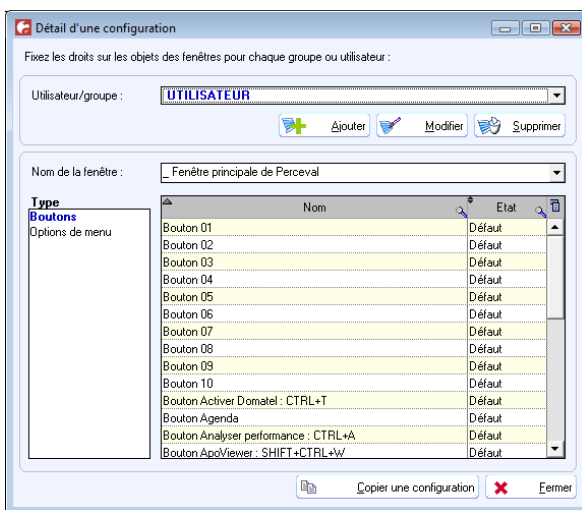 Détail d'une configuration
Fixez les droits sur les objets des fenêtres pour chaque groupe ou utilisateur :
Utilisateur/groupe : UTILISATEUR
Ajouter Modifier Supprimer
Nom de la fenêtre : _ Fenêtre principale de Perceval
Type
Boutons
Options de menu
Nom Etat
Bouton 01 Défaut
Bouton 02 Défaut
Bouton 03 Défaut
Bouton 04 Défaut
Bouton 05 Défaut
Bouton 06 Défaut
Bouton 07 Défaut
Bouton 08 Défaut
Bouton 09 Défaut
Bouton 10 Défaut
Bouton Activer Domatel : CTRL+T Défaut
Bouton Agenda Défaut
Bouton Analyser performance : CTRL+A Défaut
Bouton ApoViewer : SHIFT+CTRL+W Défaut
Copier une configuration Fermer